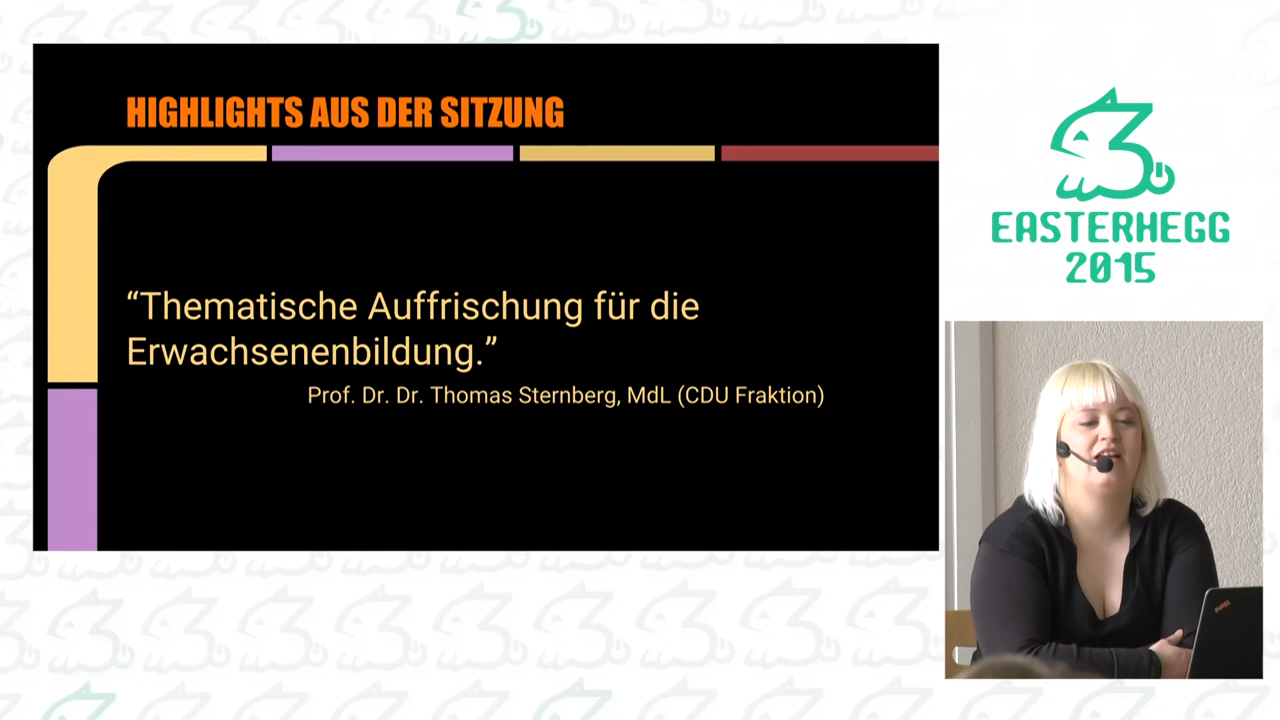 HIGHLIGHTS AUS DER SITZUNG
“Thematische Auffrischung für die
Erwachsenenbildung.”
Prof. Dr. Dr. Thomas Sternberg, MdL (CDU Fraktion)
EASTERHEGG
2015